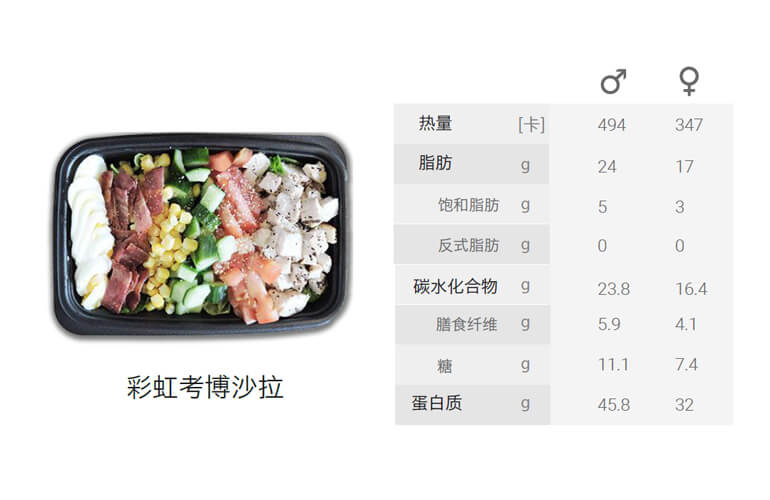 ♂ ♀
热量 [卡] 494 347
脂肪 g 24 17
饱和脂肪 g 5 3
反式脂肪 g 0 0
碳水化合物 g 23.8 16.4
膳食纤维 g 5.9 4.1
糖 g 11.1 7.4
蛋白质 g 45.8 32
彩虹考博沙拉